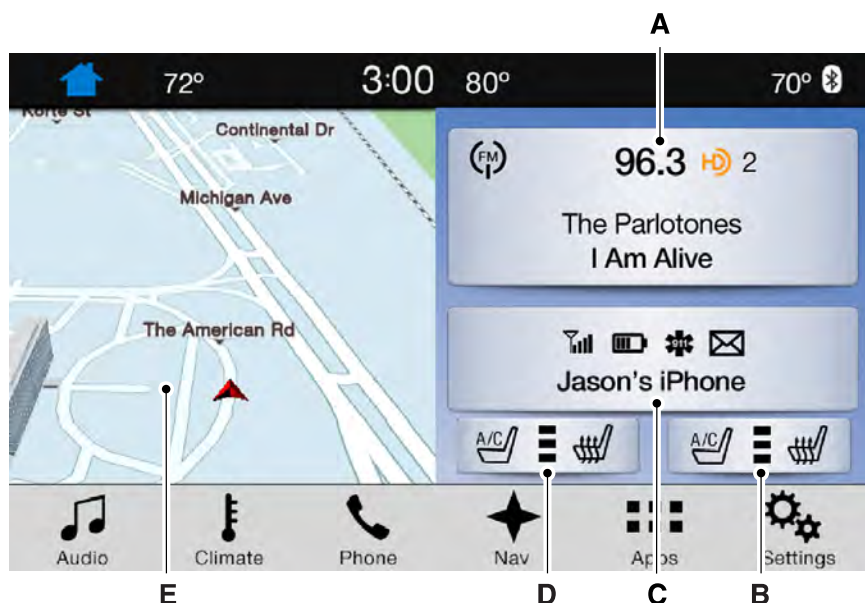 A
72° 3:00 80° 70°
Korte St
Continental Dr
FM 96.3 HD 2
Michigan Ave
The Parlotones
I Am Alive
The American Rd
911
Jason's iPhone
A/C A/C
Audio Climate Phone Nav Apps Settings
E D C B